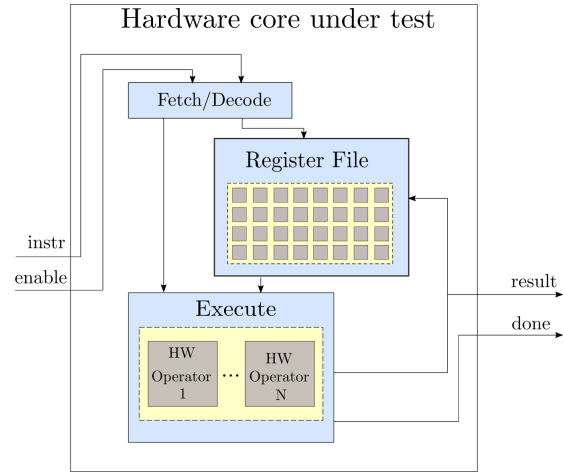 Hardware core under test
Fetch/Decode
Register File
instr
enable
result
done
Execute
HW
Operator
1
...
HW
Operator
N